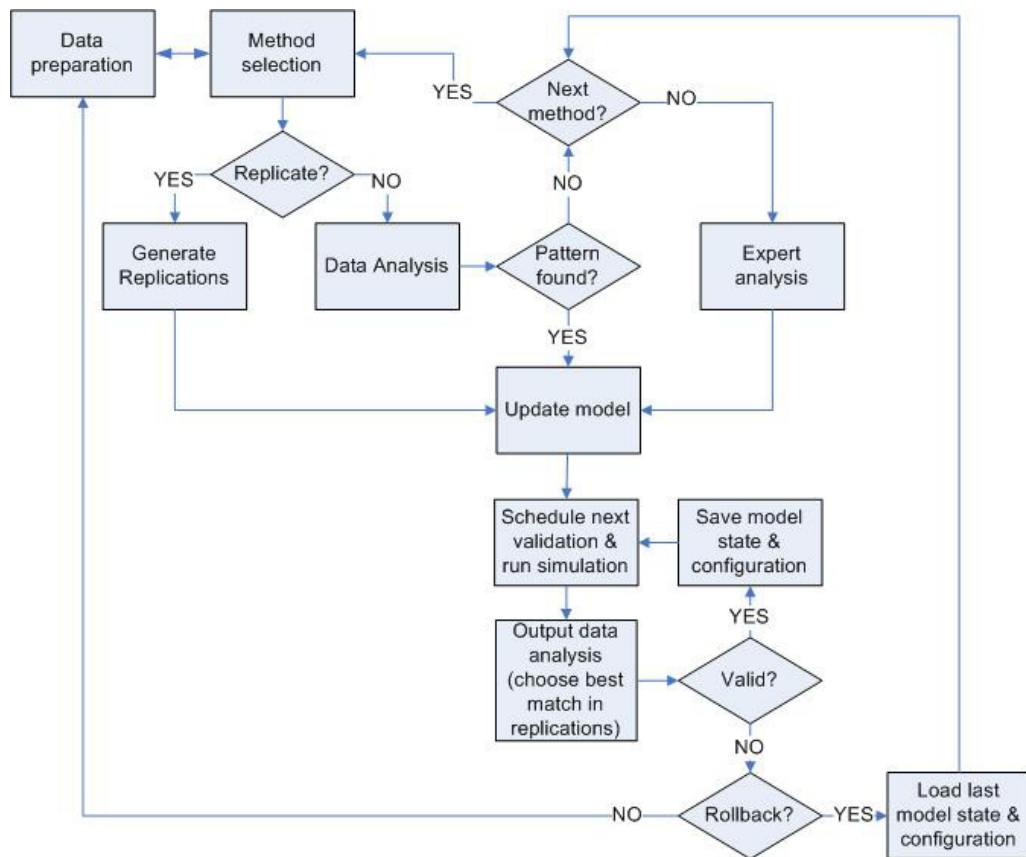 Data
preparation
Method
selection
YES
Next
method?
NO
Replicate?
YES
NO
NO
Generate
Replications
Data Analysis
Pattern
found?
Expert
analysis
YES
Update model
Schedule next
validation &
run simulation
Save model
state &
configuration
YES
Output data
analysis
(choose best
match in
replications)
Valid?
NO
NO
Rollback?
YES
Load last
model state &
configuration